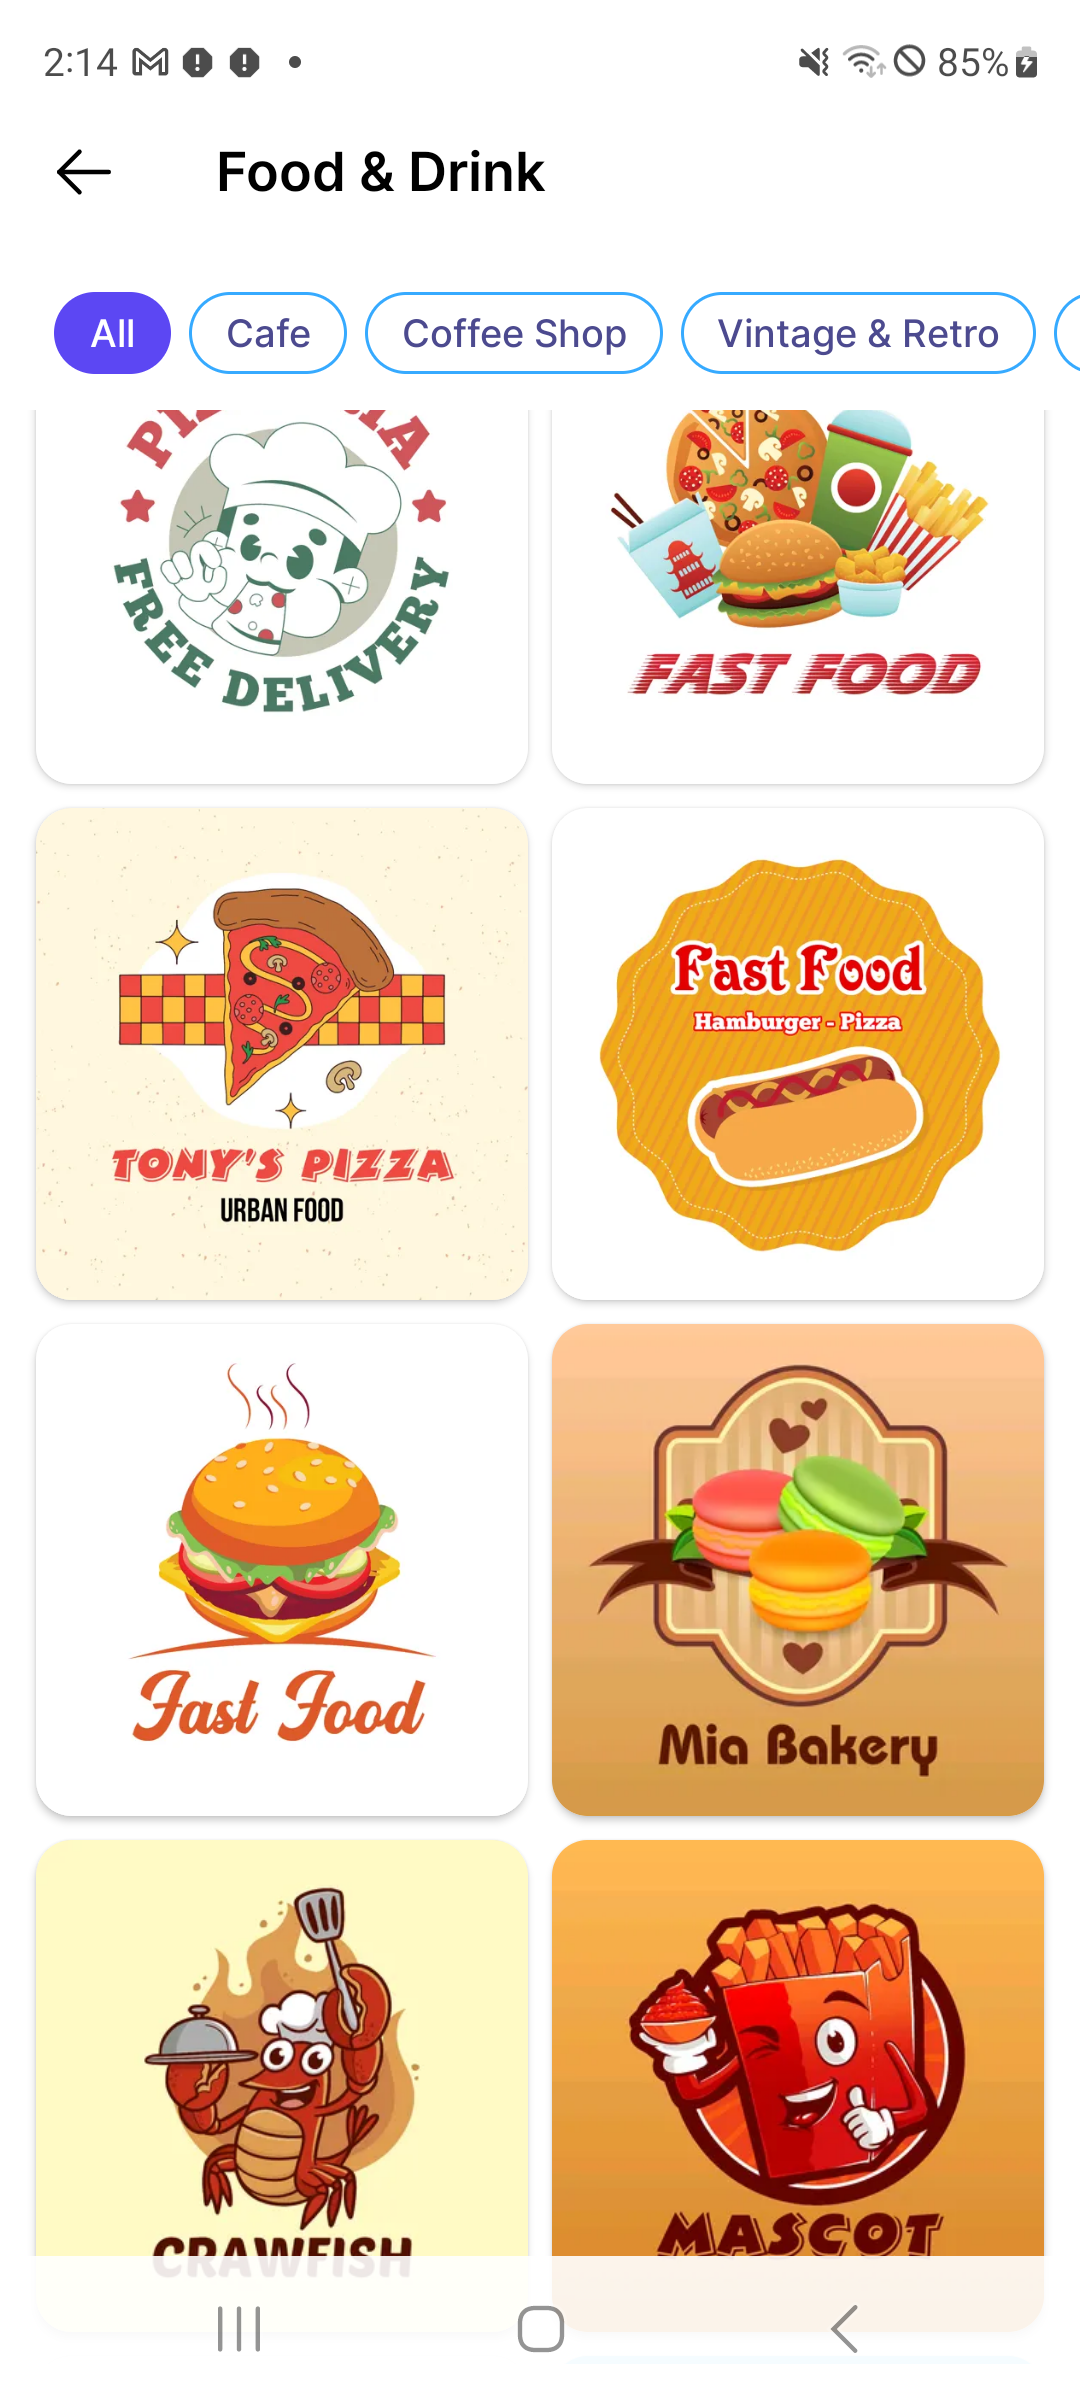 2:14
85%
Food & Drink
All Cafe Coffee Shop Vintage & Retro
FREE DELIVERY
FAST FOOD
TONY'S PIZZA
URBAN FOOD
Fast Food
Hamburger - Pizza
Fast Food
Mia Bakery
CRAWFISH
MASCOT